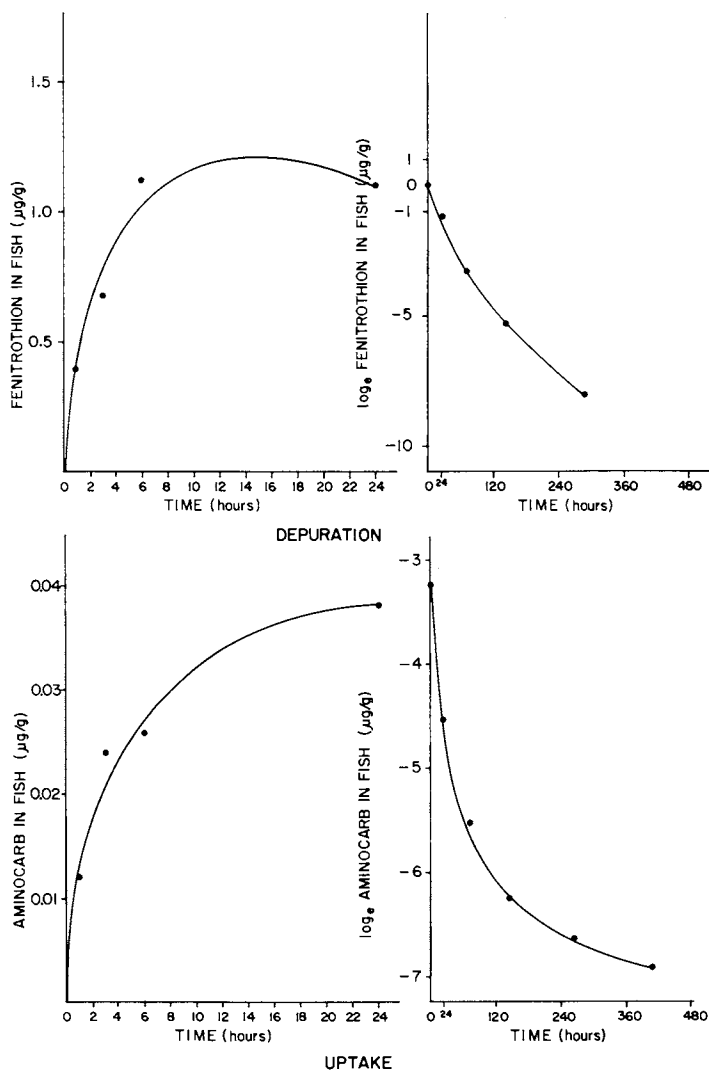 FENITROTHION IN FISH (µg/g)
1.5
1.0
0.5
0 2 4 6 8 10 12 14 16 18 20 22 24
TIME (hours)
logₑ FENITROTHION IN FISH (µg/g)
1
0
-1
-5
-10
0 24 120 240 360 480
TIME (hours)
DEPURATION
AMINOCARB IN FISH (µg/g)
0.04
0.03
0.02
0.01
0 2 4 6 8 10 12 14 16 18 20 22 24
TIME (hours)
logₑ AMINOCARB IN FISH (µg/g)
-3
-4
-5
-6
-7
0 24 120 240 360 480
TIME (hours)
UPTAKE